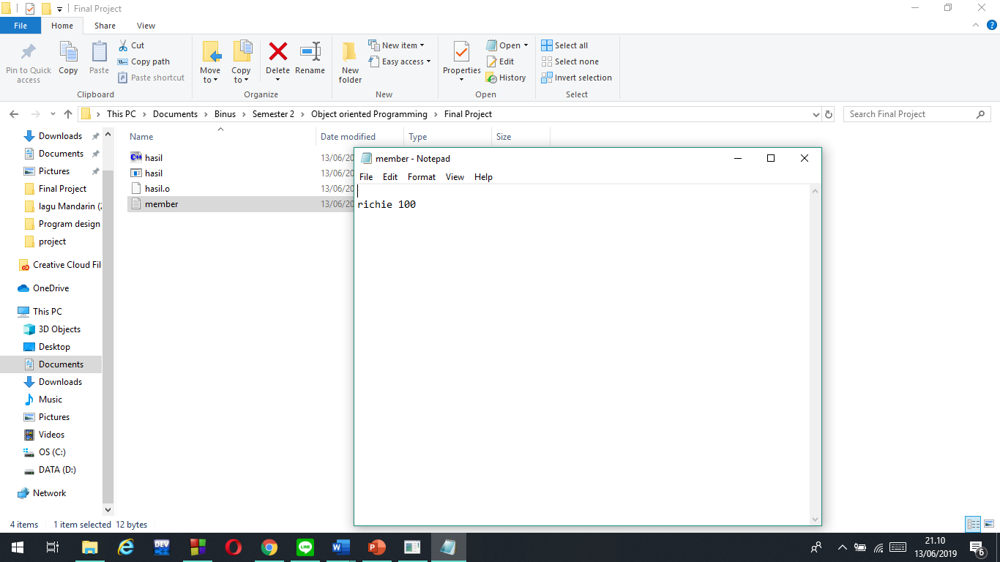 Final Project
File Home Share View
Pin to Quick access
Copy
Paste
Cut
Copy path
Paste shortcut
Clipboard
Move to
Copy to
Delete
Rename
Organize
New folder
New item
Easy access
New
Properties
Open
Edit
History
Open
Select all
Select none
Invert selection
Select
This PC Documents Binus Semester 2 Object oriented Programming Final Project
Search Final Project
Downloads
Documents
Pictures
Final Project
lagu Mandarin (2
Program design
project
Creative Cloud Fil
OneDrive
This PC
3D Objects
Desktop
Documents
Downloads
Music
Pictures
Videos
OS (C:)
DATA (D:)
Network
Name Date modified Type Size
hasil 13/06/20
hasil 13/06/20
hasil.o 13/06/20
member 13/06/20
member - Notepad
File Edit Format View Help
richie 100
4 items 1 item selected 12 bytes
DEV
LINE
21.10
13/06/2019
6